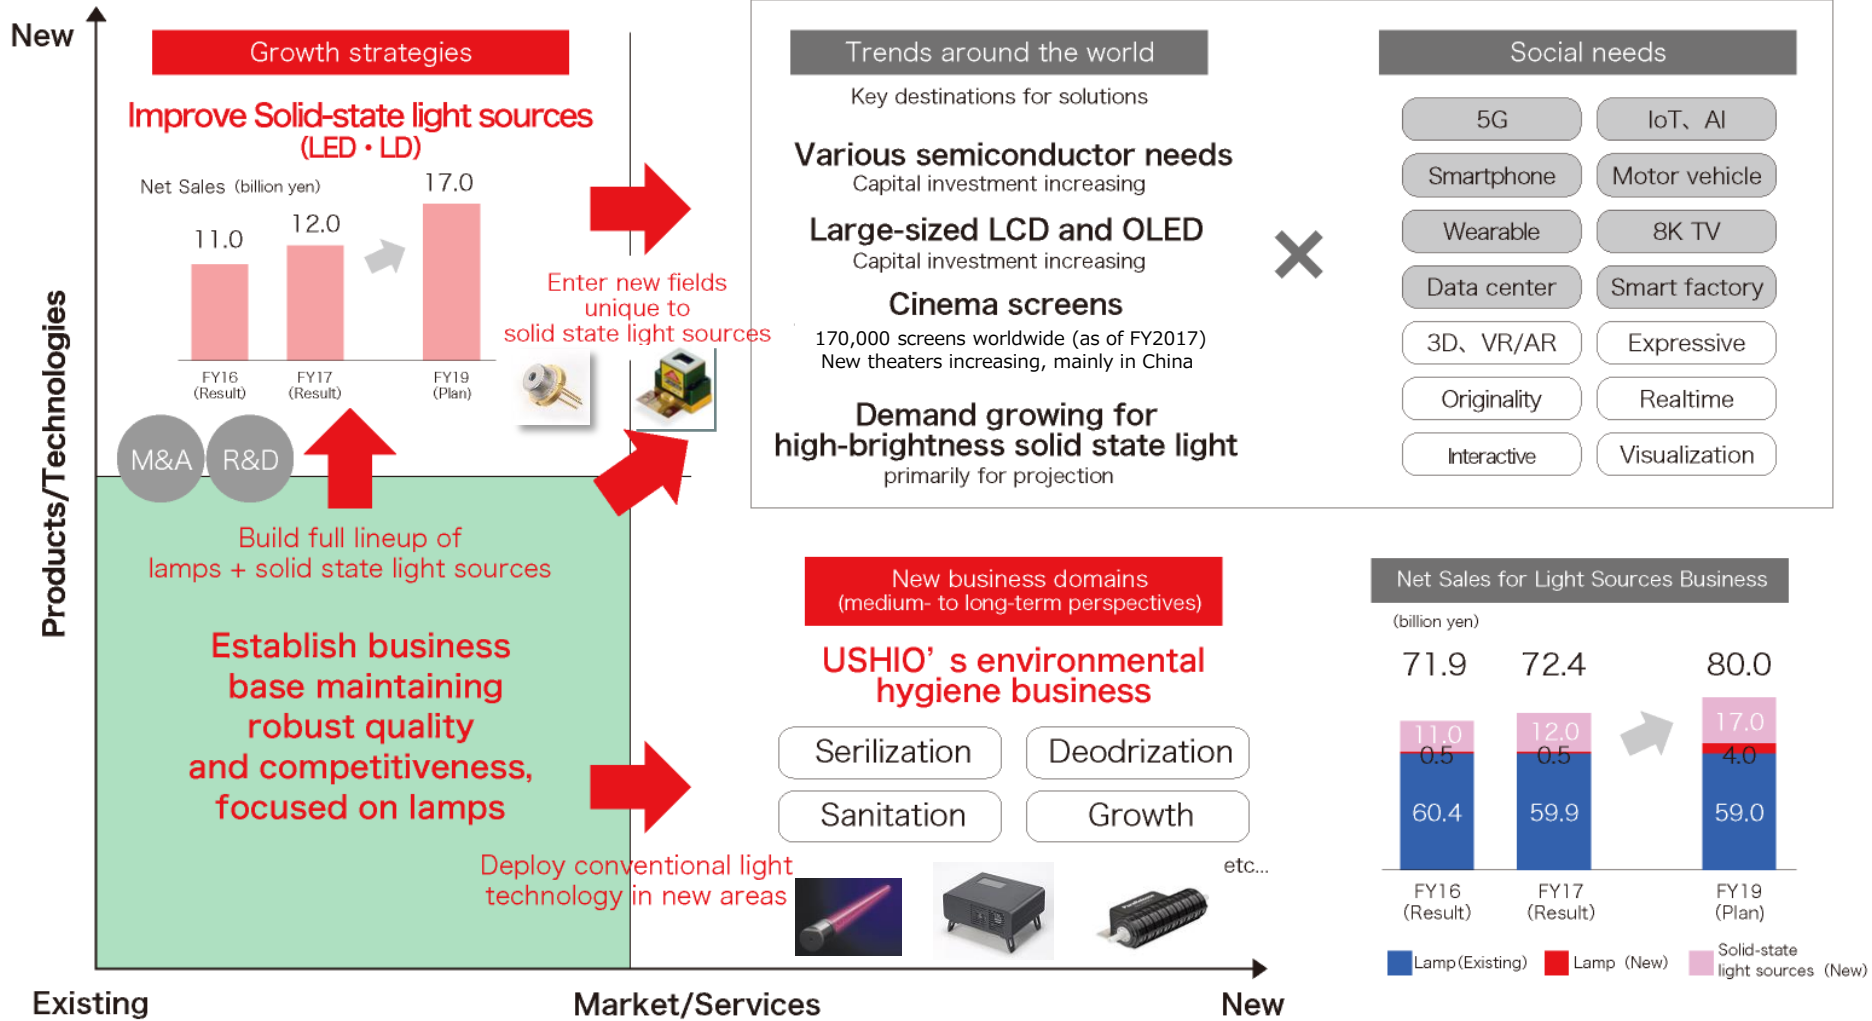 New
Products/Technologies
Growth strategies
Improve Solid-state light sources
(LED・LD)
Net Sales (billion yen)
11.0
12.0
17.0
FY16
(Result)
FY17
(Result)
FY19
(Plan)
M&A
R&D
Enter new fields
unique to
solid state light sources
Build full lineup of
lamps + solid state light sources
Establish business
base maintaining
robust quality
and competitiveness,
focused on lamps
Deploy conventional light
technology in new areas
Trends around the world
Key destinations for solutions
Various semiconductor needs
Capital investment increasing
Large-sized LCD and OLED
Capital investment increasing
Cinema screens
170,000 screens worldwide (as of FY2017)
New theaters increasing, mainly in China
Demand growing for
high-brightness solid state light
primarily for projection
×
Social needs
5G
IoT、AI
Smartphone
Motor vehicle
Wearable
8K TV
Data center
Smart factory
3D、VR/AR
Expressive
Originality
Realtime
Interactive
Visualization
New business domains
(medium- to long-term perspectives)
USHIO’s environmental
hygiene business
Serilization
Deodrization
Sanitation
Growth
etc...
Net Sales for Light Sources Business
(billion yen)
71.9
72.4
80.0
11.0
12.0
17.0
0.5
0.5
4.0
60.4
59.9
59.0
FY16
(Result)
FY17
(Result)
FY19
(Plan)
Lamp(Existing)
Lamp (New)
Solid-state
light sources (New)
Existing
Market/Services
New